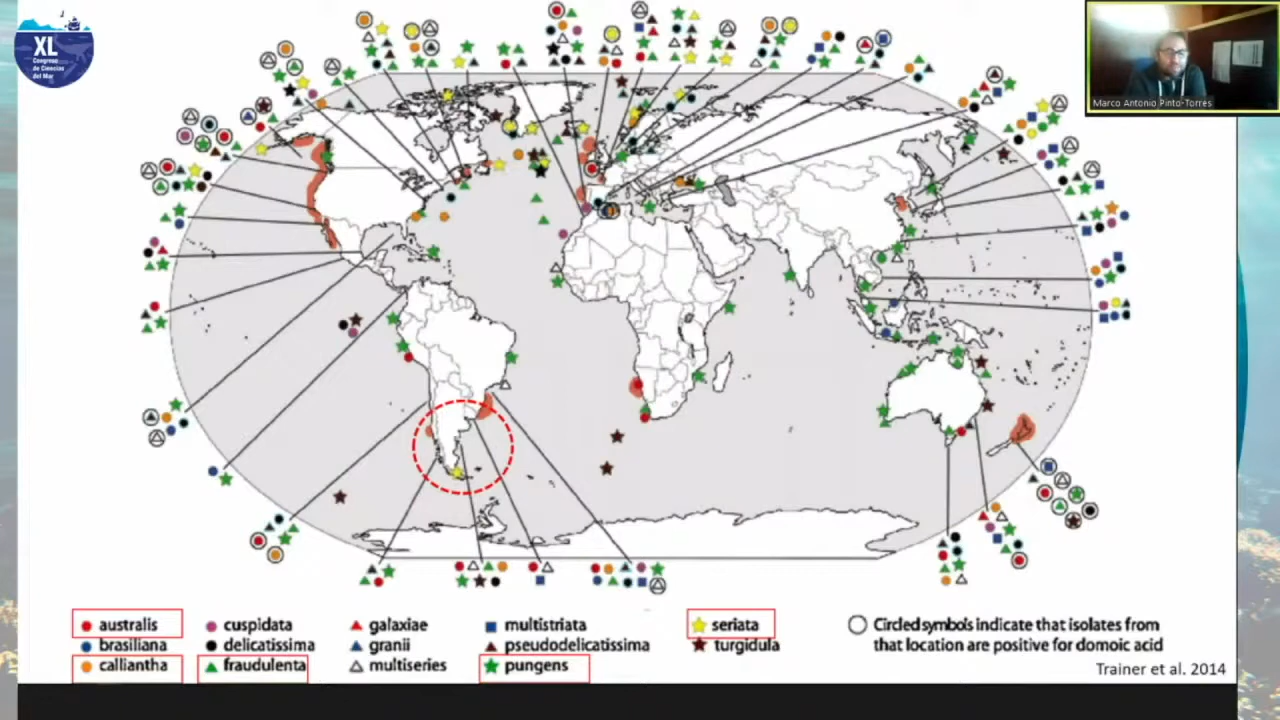 XL
Congreso
de Ciencias
del Mar
Marco Antonio Pinto-Torres
australis
cuspidata
galaxiae
multistriata
seriata
brasiliana
delicatissima
granii
pseudodelicatissima
turgidula
calliantha
fraudulenta
multiseries
pungens
Circled symbols indicate that isolates from
that location are positive for domoic acid
Trainer et al. 2014